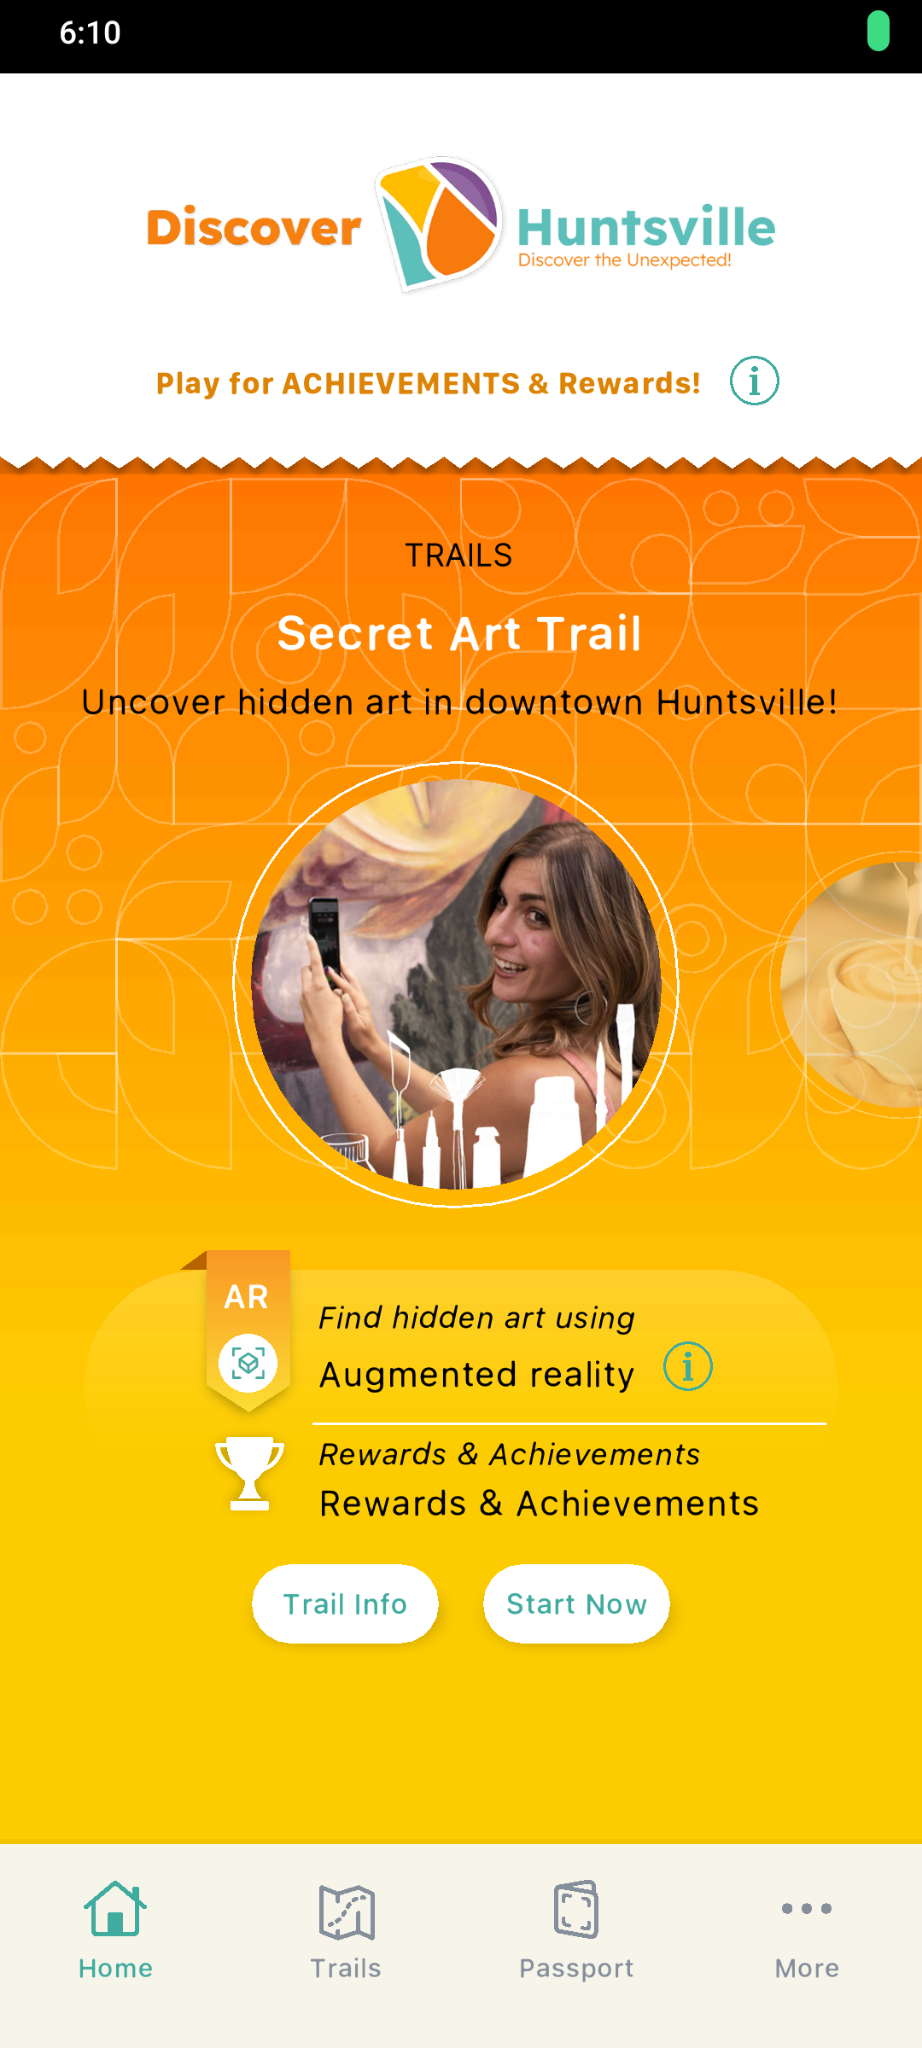 6:10
Discover Huntsville
Discover the Unexpected!
Play for ACHIEVEMENTS & Rewards!
TRAILS
Secret Art Trail
Uncover hidden art in downtown Huntsville!
AR
Find hidden art using
Augmented reality
Rewards & Achievements
Rewards & Achievements
Trail Info
Start Now
Home
Trails
Passport
More